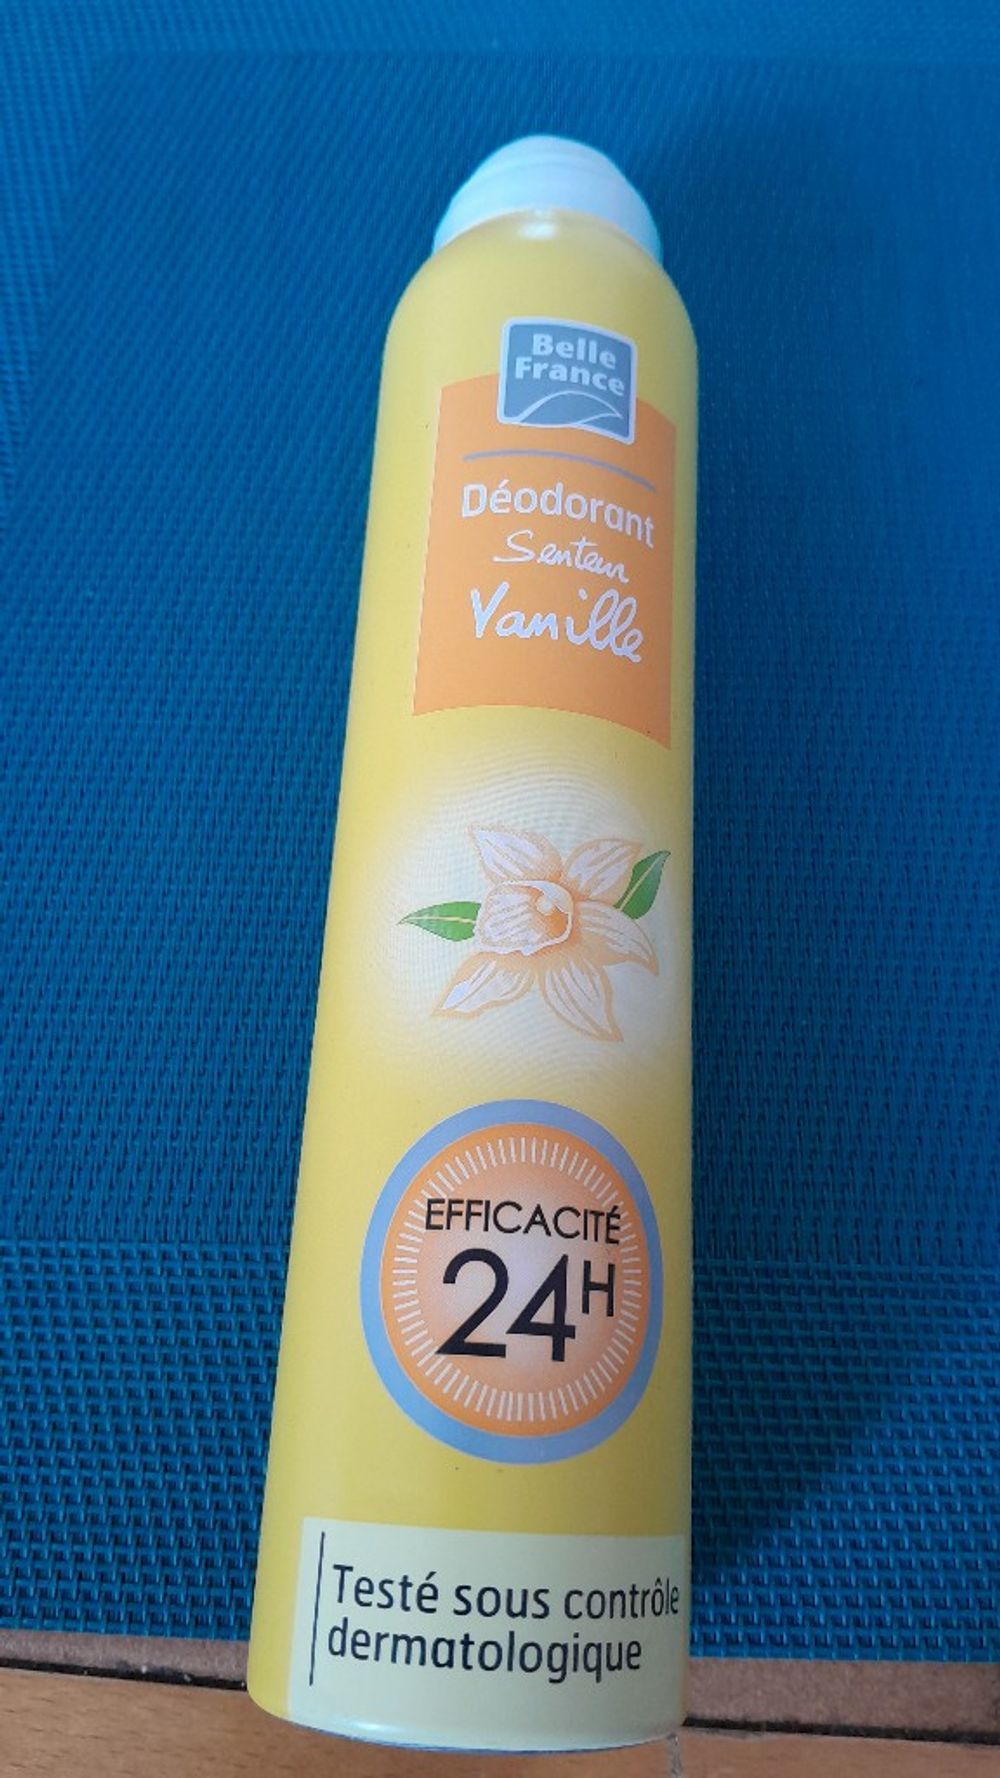 Belle
France
Déodorant
Senteur
Vanille
EFFICACITÉ
24H
Testé sous contrôle
dermatologique